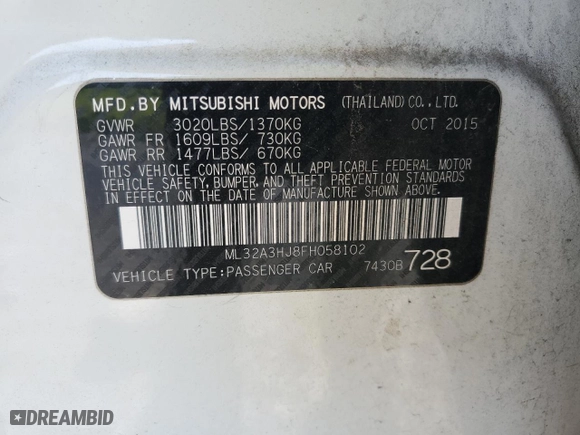 MFD.BY MITSUBISHI MOTORS (THAILAND) CO.,LTD.
GVWR 3020LBS/1370KG OCT 2015
GAWR FR 1609LBS/ 730KG
GAWR RR 1477LBS/ 670KG
THIS VEHICLE CONFORMS TO ALL APPLICABLE FEDERAL MOTOR
VEHICLE SAFETY, BUMPER, AND THEFT PREVENTION STANDARDS
IN EFFECT ON THE DATE OF MANUFACTURE SHOWN ABOVE.
ML32A3HJ8FH058102
VEHICLE TYPE:PASSENGER CAR 7430B 728
DREAMBID